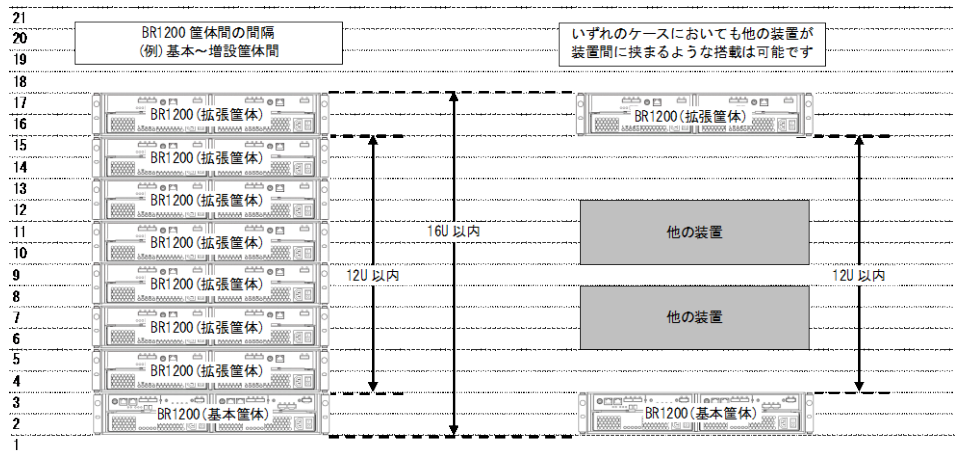 21
20
19
18
17
16
15
14
13
12
11
10
9
8
7
6
5
4
3
2
1
BR1200 筐体間の間隔
(例) 基本～増設筐体間
いずれのケースにおいても他の装置が
装置間に挟まるような搭載は可能です
BR1200(拡張筐体)
BR1200(拡張筐体)
BR1200(拡張筐体)
BR1200(拡張筐体)
BR1200(拡張筐体)
BR1200(拡張筐体)
BR1200(拡張筐体)
BR1200(基本筐体)
12U 以内
16U 以内
BR1200(拡張筐体)
他の装置
他の装置
BR1200(基本筐体)
12U 以内